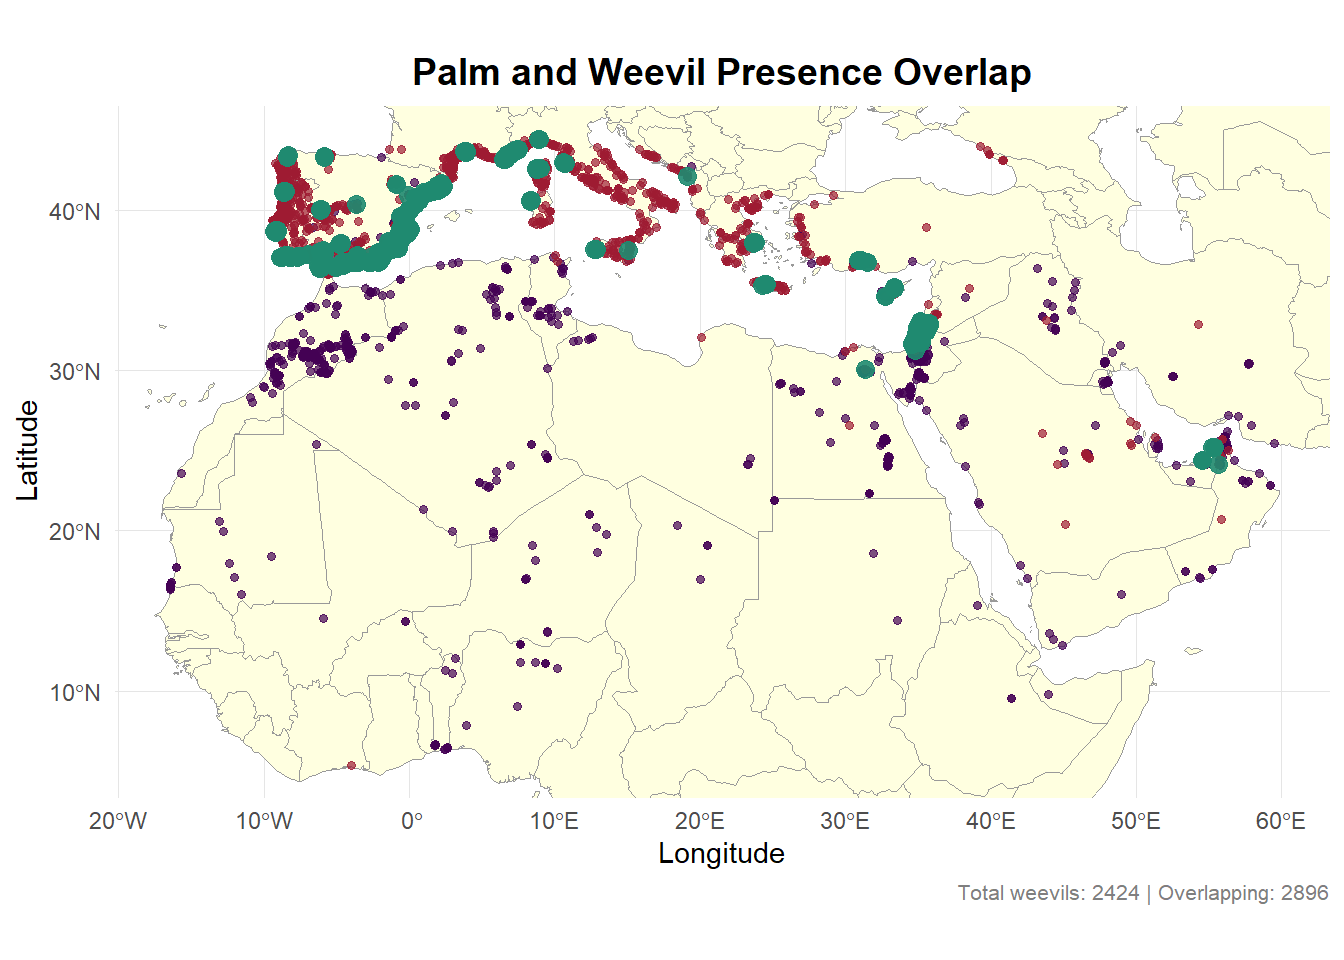 Palm and Weevil Presence Overlap
Latitude
40°N
30°N
20°N
10°N
20°W 10°W 0° 10°E 20°E 30°E 40°E 50°E 60°E
Longitude
Total weevils: 2424 | Overlapping: 2896